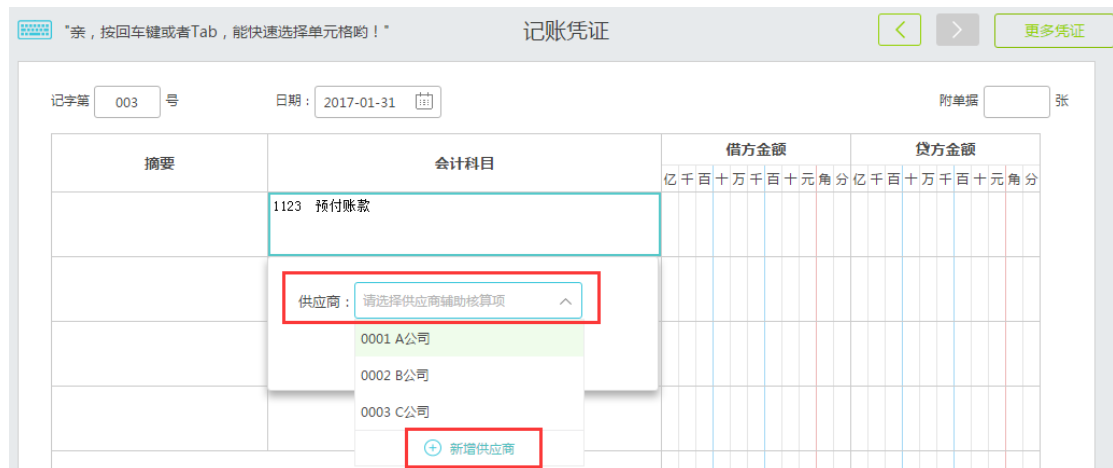 "亲，按回车键或者Tab，能快速选择单元格哟！" 记账凭证 更多凭证
记字第 003 号 日期： 2017-01-31 附单据 张
摘要 会计科目 借方金额 贷方金额
亿千百十万千百十元角分 亿千百十万千百十元角分
1123 预付账款
供应商： 请选择供应商辅助核算项
0001 A公司
0002 B公司
0003 C公司
新增供应商